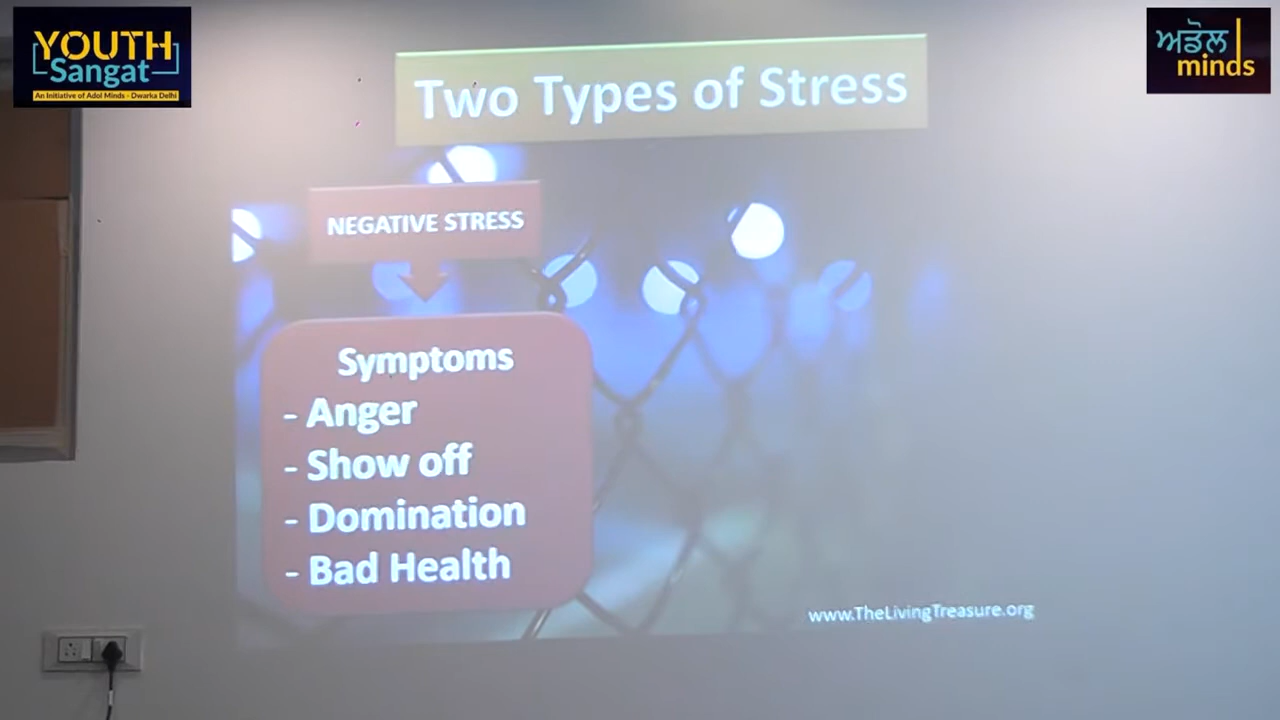 YOUTH
Sangat
An Initiative of Adol Minds - Dwarka Delhi
ਅਡੋਲ
minds
Two Types of Stress
NEGATIVE STRESS
Symptoms
- Anger
- Show off
- Domination
- Bad Health
www.TheLivingTreasure.org